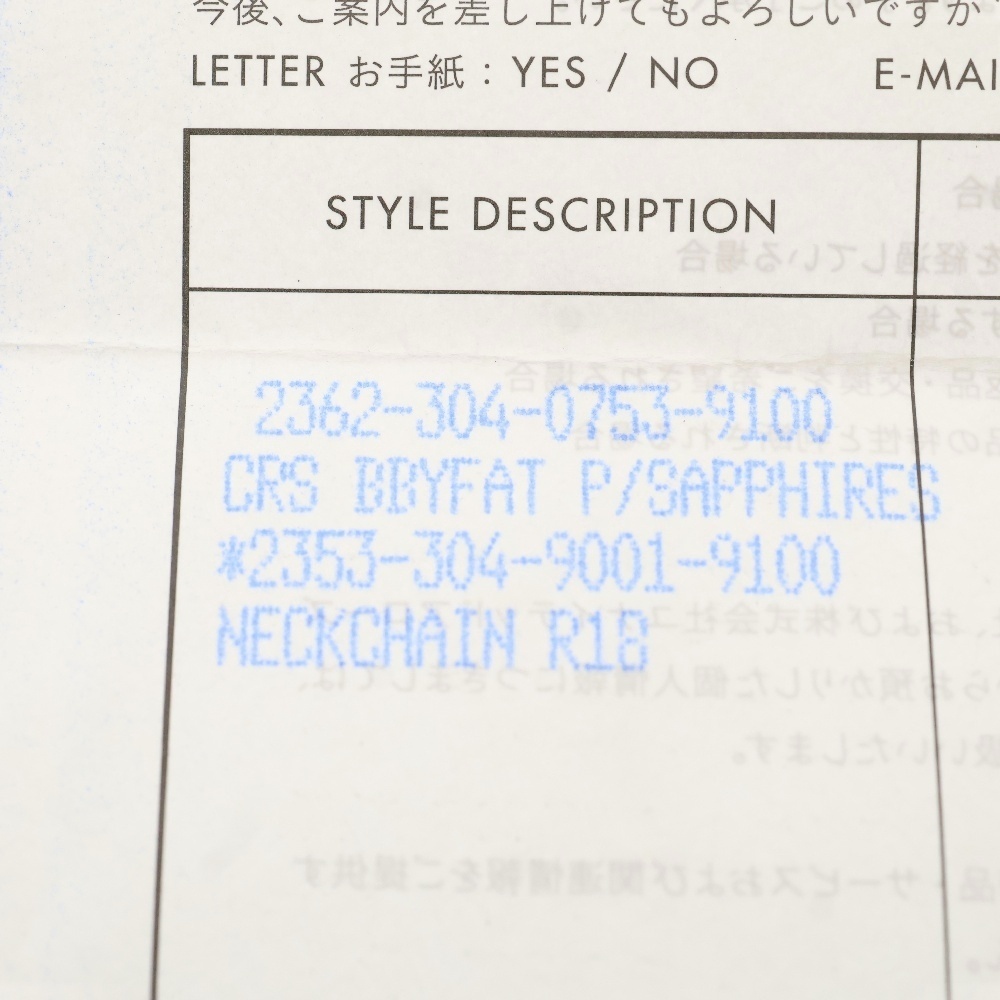 今後、ご案内を差し上げてもよろしいですか
LETTER お手紙 : YES / NO E-MAI
STYLE DESCRIPTION
2362-304-0753-9100
CRS BBYFAT P/SAPPHIRES
*2353-304-9001-9100
NECKCHAIN R18